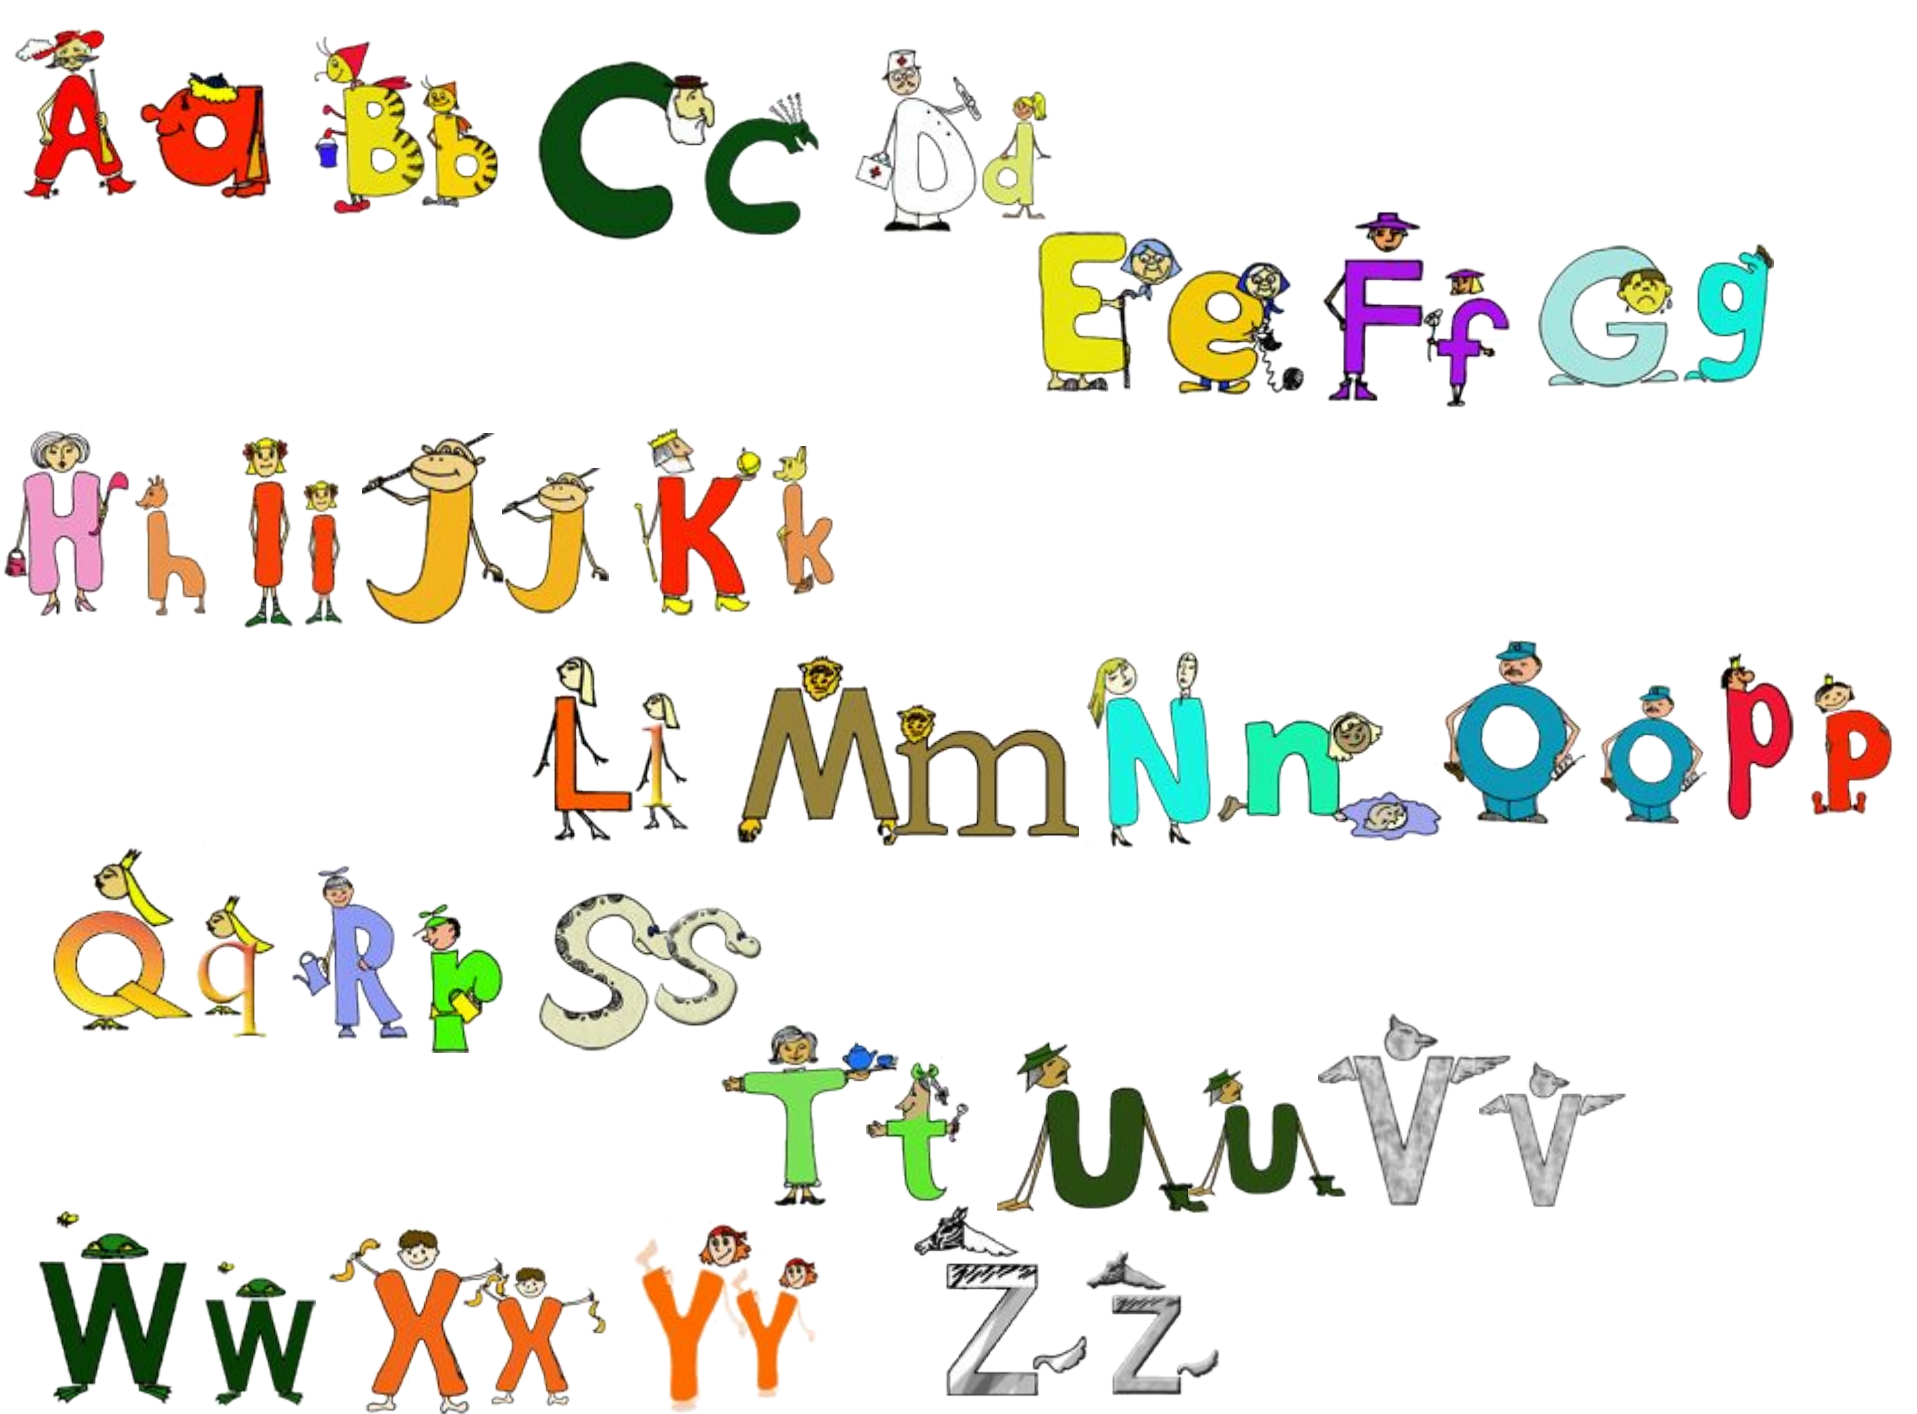 Aa Bb Cc Dd
Ee Ff Gg
Hh Ii Jj Kk
Ll Mm Nn Oo Pp
Qq Rr Ss
Tt Uu Vv
Ww Xx Yy Zz